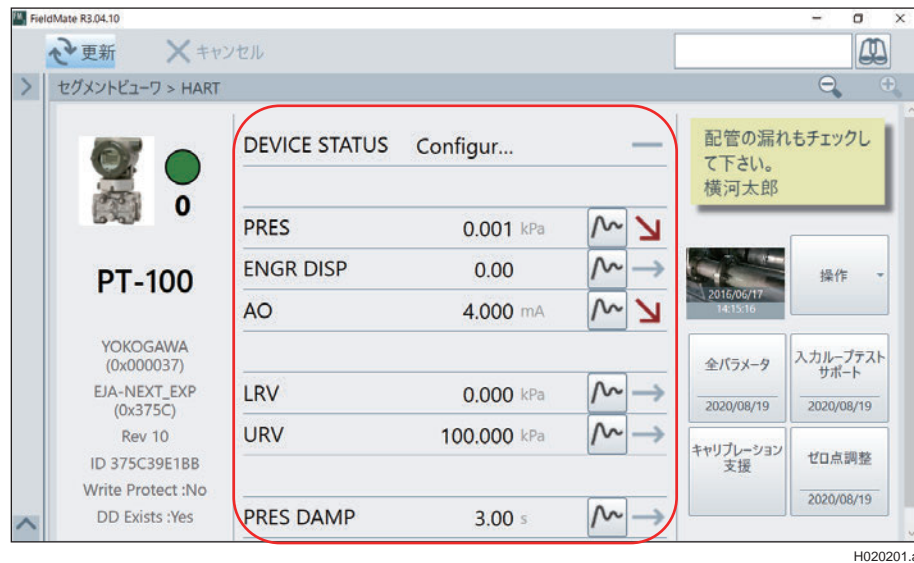 FieldMate R3.04.10
更新 キャンセル
セグメントビューワ > HART
0
PT-100
YOKOGAWA
(0x000037)
EJA-NEXT_EXP
(0x375C)
Rev 10
ID 375C39E1BB
Write Protect :No
DD Exists :Yes
DEVICE STATUS Configur...
PRES 0.001 kPa
ENGR DISP 0.00
AO 4.000 mA
LRV 0.000 kPa
URV 100.000 kPa
PRES DAMP 3.00 s
配管の漏れもチェックし
て下さい。
横河太郎
2016/06/17
14:15:16
操作
全パラメータ
2020/08/19
入力ループテスト
サポート
2020/08/19
キャリブレーション
支援
ゼロ点調整
2020/08/19